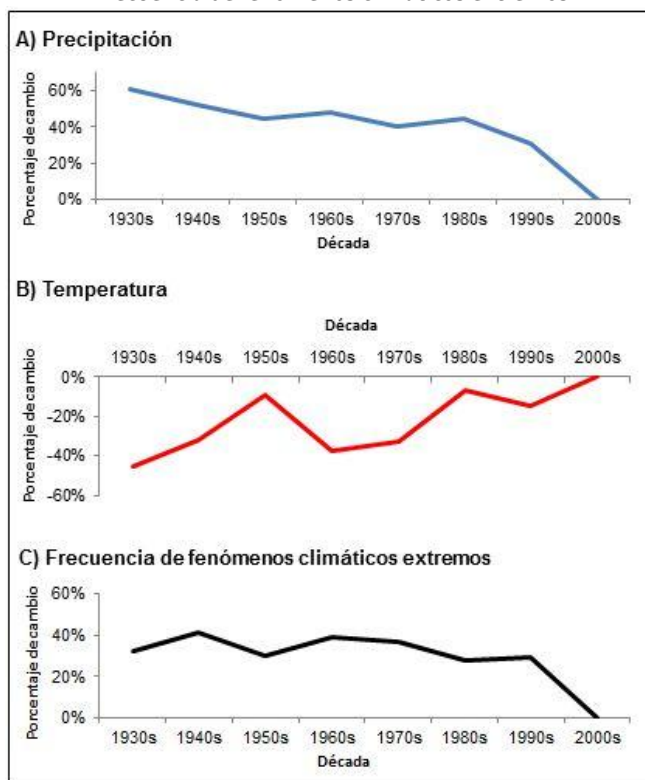 A) Precipitación
Porcentaje de cambio
60%
40%
20%
0%
1930s 1940s 1950s 1960s 1970s 1980s 1990s 2000s
Década
B) Temperatura
Década
1930s 1940s 1950s 1960s 1970s 1980s 1990s 2000s
Porcentaje de cambio
0%
-20%
-40%
-60%
C) Frecuencia de fenómenos climáticos extremos
Porcentaje de cambio
60%
40%
20%
0%
1930s 1940s 1950s 1960s 1970s 1980s 1990s 2000s
Década